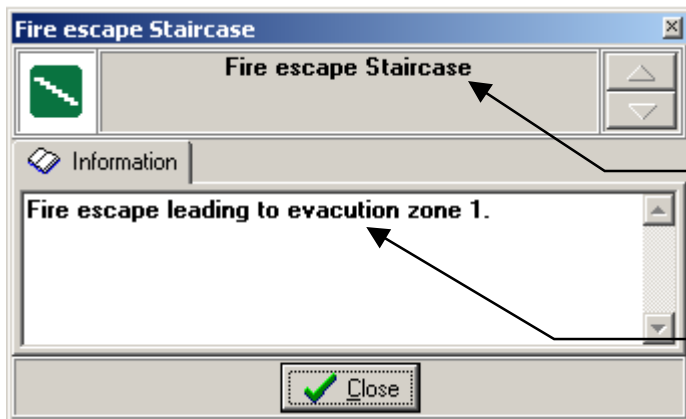 Fire escape Staircase
Fire escape Staircase
Information
Fire escape leading to evacution zone 1.
Close